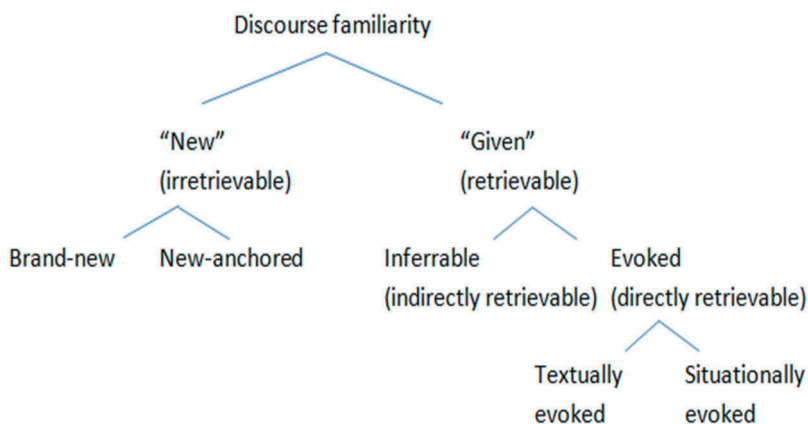 Discourse familiarity
“New” “Given”
(irretrievable) (retrievable)
Brand-new New-anchored Inferrable Evoked
(indirectly retrievable) (directly retrievable)
Textually Situationally
evoked evoked